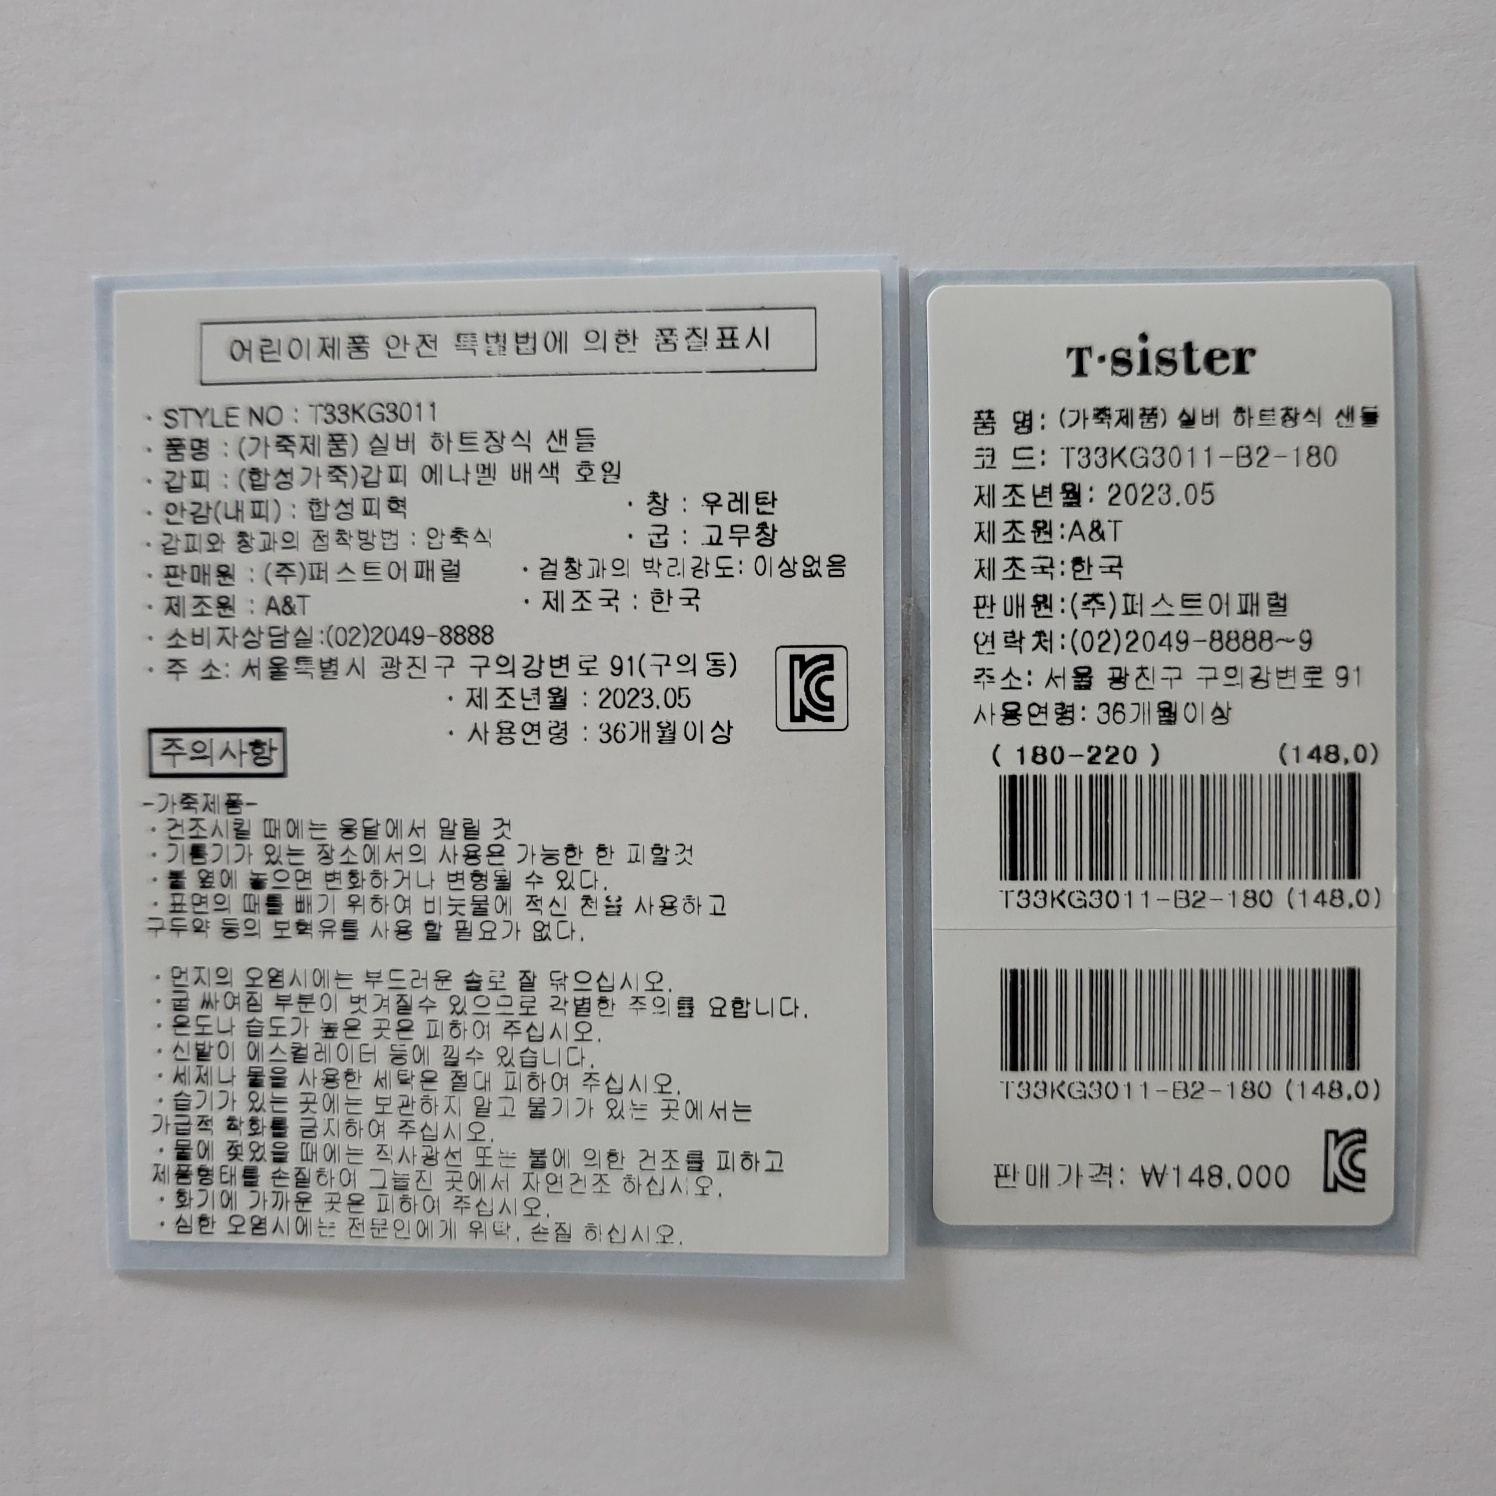 어린이제품 안전 특별법에 의한 품질표시
· STYLE NO : T33KG3011
· 품명 : (가죽제품) 실버 하트장식 샌들
· 갑피 : (합성가죽)갑피 에나멘 배색 호일
· 안감(내피) : 합성피혁 · 창 : 우레탄
· 갑피와 창과의 접착방법 : 압축식 · 굽 : 고무창
· 판매원 : (주)퍼스트어패럴 · 겉창과의 박리강도: 이상없음
· 제조원 : A&T · 제조국 : 한국
· 소비자상담실:(02)2049-8888
· 주 소: 서울특별시 광진구 구의강변로 91(구의동)
· 제조년월 : 2023.05
· 사용연령 : 36개월이상
주의사항
-가죽제품-
· 건조시킬 때에는 응달에서 말릴 것
· 기름기가 있는 장소에서의 사용은 가능한 한 피할것
· 불 옆에 놓으면 변화하거나 변형될 수 있다.
· 표면의 때를 빼기 위하여 비눗물에 적신 천을 사용하고
구두약 등의 보혁유를 사용 할 필요가 없다.
· 먼지의 오염시에는 부드러운 솔로 잘 닦으십시오.
· 굽 싸여짐 부분이 벗겨질수 있으므로 각별한 주의를 요합니다.
· 온도나 습도가 높은 곳은 피하여 주십시오.
· 신발이 에스컬레이터 등에 낄수 있습니다.
· 세제나 물을 사용한 세탁은 절대 피하여 주십시오.
· 습기가 있는 곳에는 보관하지 말고 물기가 있는 곳에서는
가급적 착화를 금지하여 주십시오.
· 물에 젖었을 때에는 직사광선 또는 불에 의한 건조를 피하고
제품형태를 손질하여 그늘진 곳에서 자연건조 하십시오.
· 화기에 가까운 곳은 피하여 주십시오.
· 심한 오염시에는 전문인에게 위탁, 손질 하십시오.
T·sister
품 명: (가죽제품) 실버 하트장식 샌들
코 드: T33KG3011-B2-180
제조년월: 2023.05
제조원:A&T
제조국:한국
판매원:(주)퍼스트어패럴
연락처:(02)2049-8888~9
주소: 서울 광진구 구의강변로 91
사용연령: 36개월이상
( 180-220 ) (148.0)
T33KG3011-B2-180 (148.0)
T33KG3011-B2-180 (148.0)
판매가격: ₩148,000